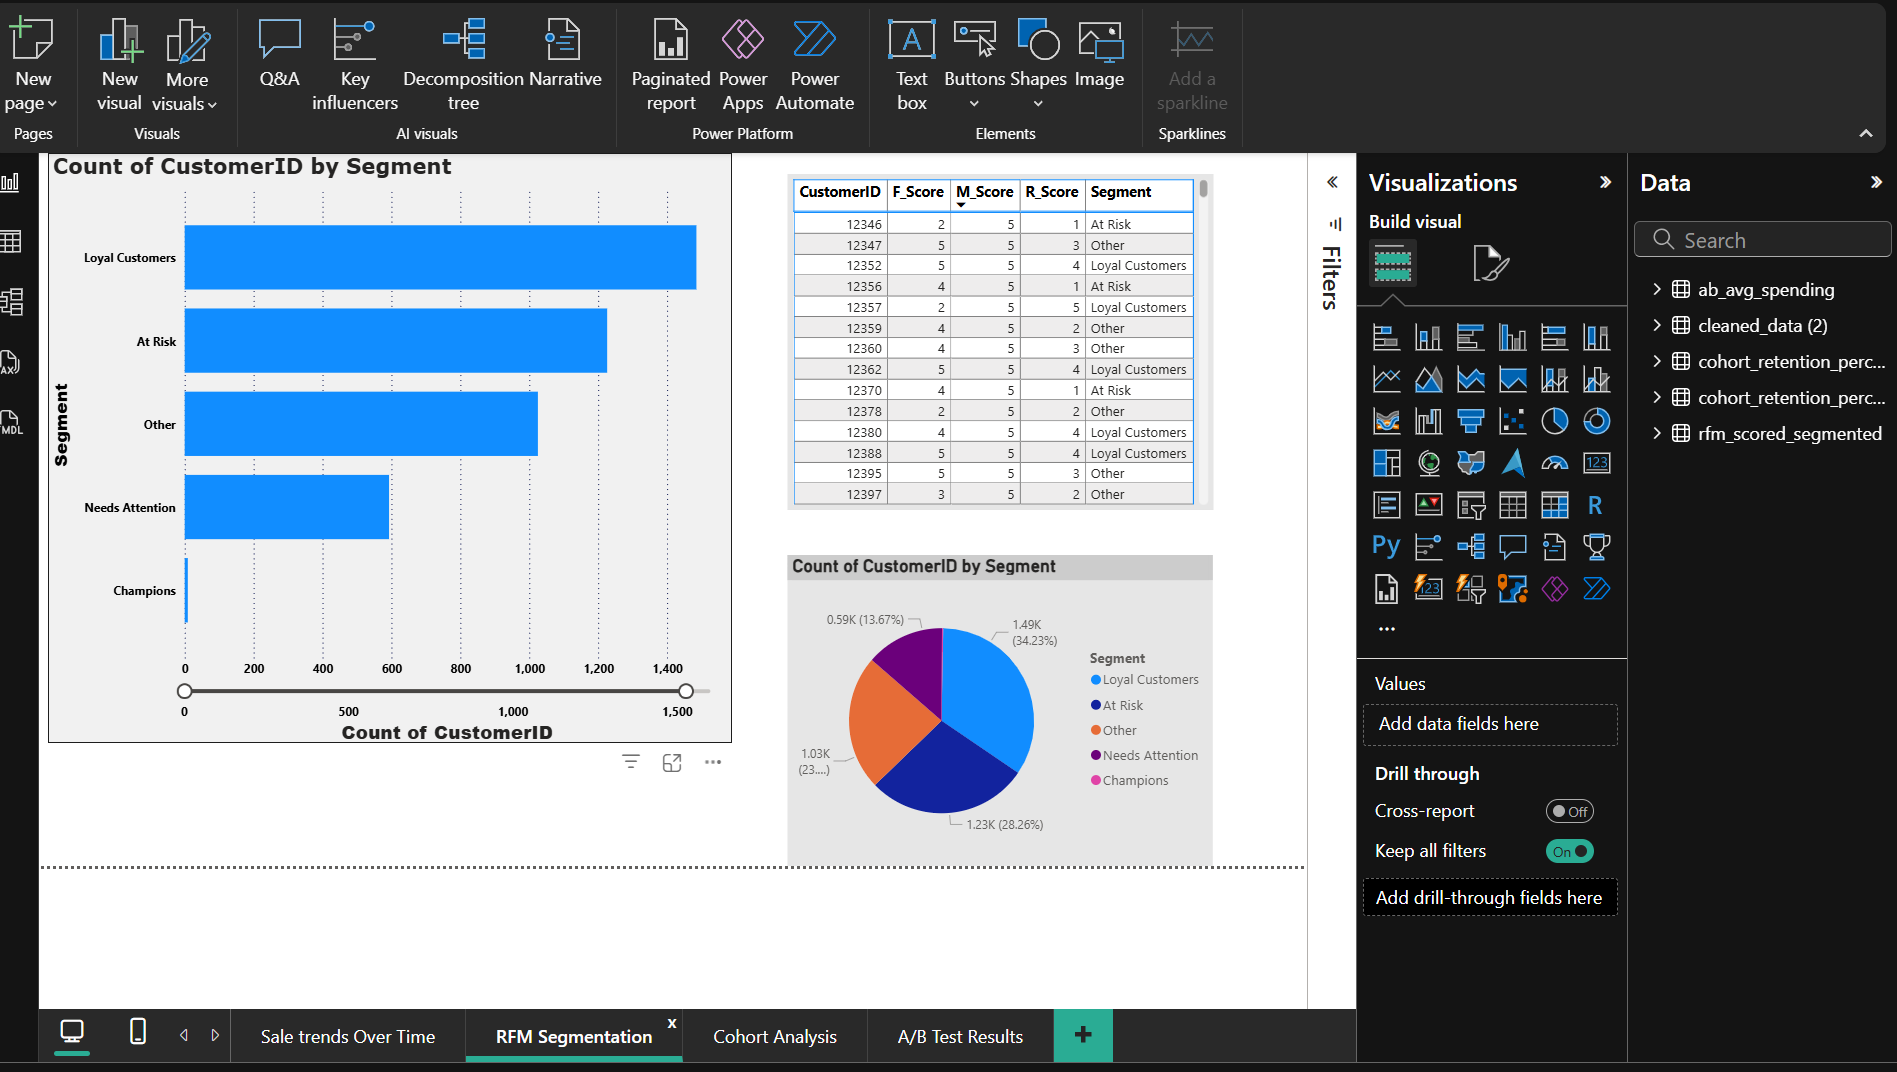 New
page
Pages
New
visual
More
visuals
Visuals
Q&A
Key
influencers
Decomposition
tree
Narrative
AI visuals
Paginated
report
Power
Apps
Power
Automate
Power Platform
Text
box
Buttons
Shapes
Image
Elements
Add a
sparkline
Sparklines
Count of CustomerID by Segment
Segment
Loyal Customers
At Risk
Other
Needs Attention
Champions
0 200 400 600 800 1,000 1,200 1,400
0 500 1,000 1,500
Count of CustomerID
CustomerID F_Score M_Score R_Score Segment
12346 2 5 1 At Risk
12347 5 5 3 Other
12352 5 5 4 Loyal Customers
12356 4 5 1 At Risk
12357 2 5 5 Loyal Customers
12359 4 5 2 Other
12360 4 5 3 Other
12362 5 5 4 Loyal Customers
12370 4 5 1 At Risk
12378 2 5 2 Other
12380 4 5 4 Loyal Customers
12388 5 5 4 Loyal Customers
12395 5 5 3 Other
12397 3 5 2 Other
Count of CustomerID by Segment
0.59K (13.67%)
1.49K
(34.23%)
1.03K
(23....)
1.23K (28.26%)
Segment
Loyal Customers
At Risk
Other
Needs Attention
Champions
Filters
Visualizations
Build visual
123
R
Py
123
...
Values
Add data fields here
Drill through
Cross-report
Off
Keep all filters
On
Add drill-through fields here
Data
Search
ab_avg_spending
cleaned_data (2)
cohort_retention_perc...
cohort_retention_perc...
rfm_scored_segmented
Sale trends Over Time
RFM Segmentation
x
Cohort Analysis
A/B Test Results
+